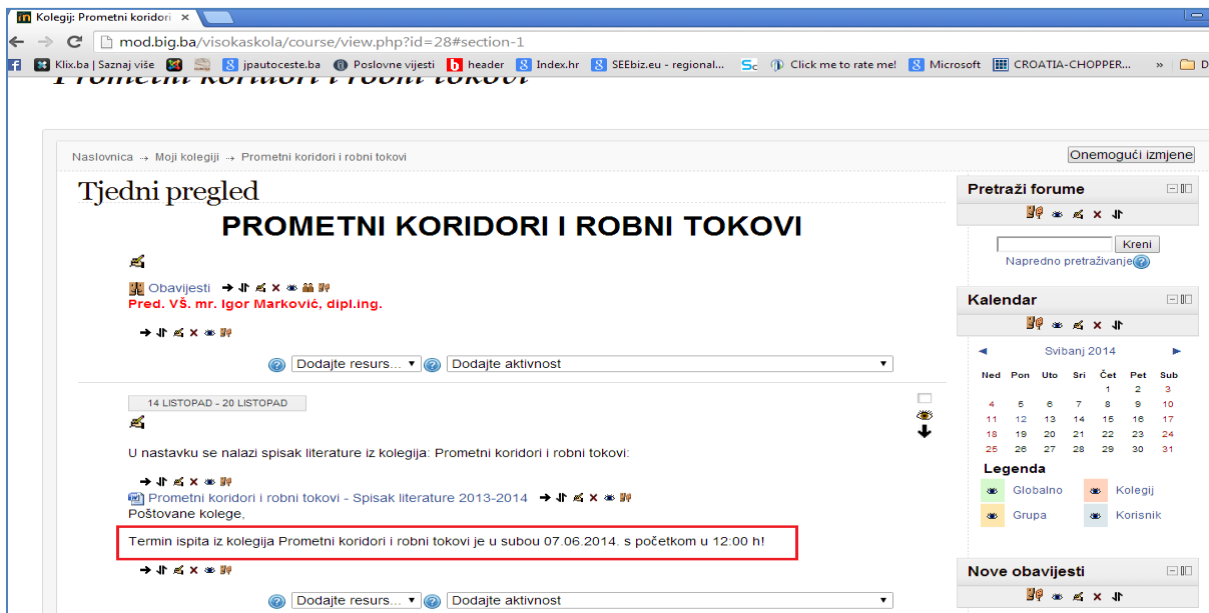 Kolegij: Prometni koridori
mod.big.ba/visokaskola/course/view.php?id=28#section-1
Klix.ba | Saznaj više jpautoceste.ba Poslovne vijesti header Index.hr SEEbiz.eu - regional... Click me to rate me! Microsoft CROATIA-CHOPPER... » D
Prometni koridori i robni tokovi
Naslovnica → Moji kolegiji → Prometni koridori i robni tokovi
Onemogući izmjene
Tjedni pregled
PROMETNI KORIDORI I ROBNI TOKOVI
Obavijesti
Pred. VŠ. mr. Igor Marković, dipl.ing.
Dodajte resurs... Dodajte aktivnost
14 LISTOPAD - 20 LISTOPAD
U nastavku se nalazi spisak literature iz kolegija: Prometni koridori i robni tokovi:
Prometni koridori i robni tokovi - Spisak literature 2013-2014
Poštovane kolege,
Termin ispita iz kolegija Prometni koridori i robni tokovi je u subou 07.06.2014. s početkom u 12:00 h!
Dodajte resurs... Dodajte aktivnost
Pretraži forume
Kreni
Napredno pretraživanje
Kalendar
Svibanj 2014
Ned Pon Uto Sri Čet Pet Sub
1 2 3
4 5 6 7 8 9 10
11 12 13 14 15 16 17
18 19 20 21 22 23 24
25 26 27 28 29 30 31
Legenda
Globalno Kolegij
Grupa Korisnik
Nove obavijesti